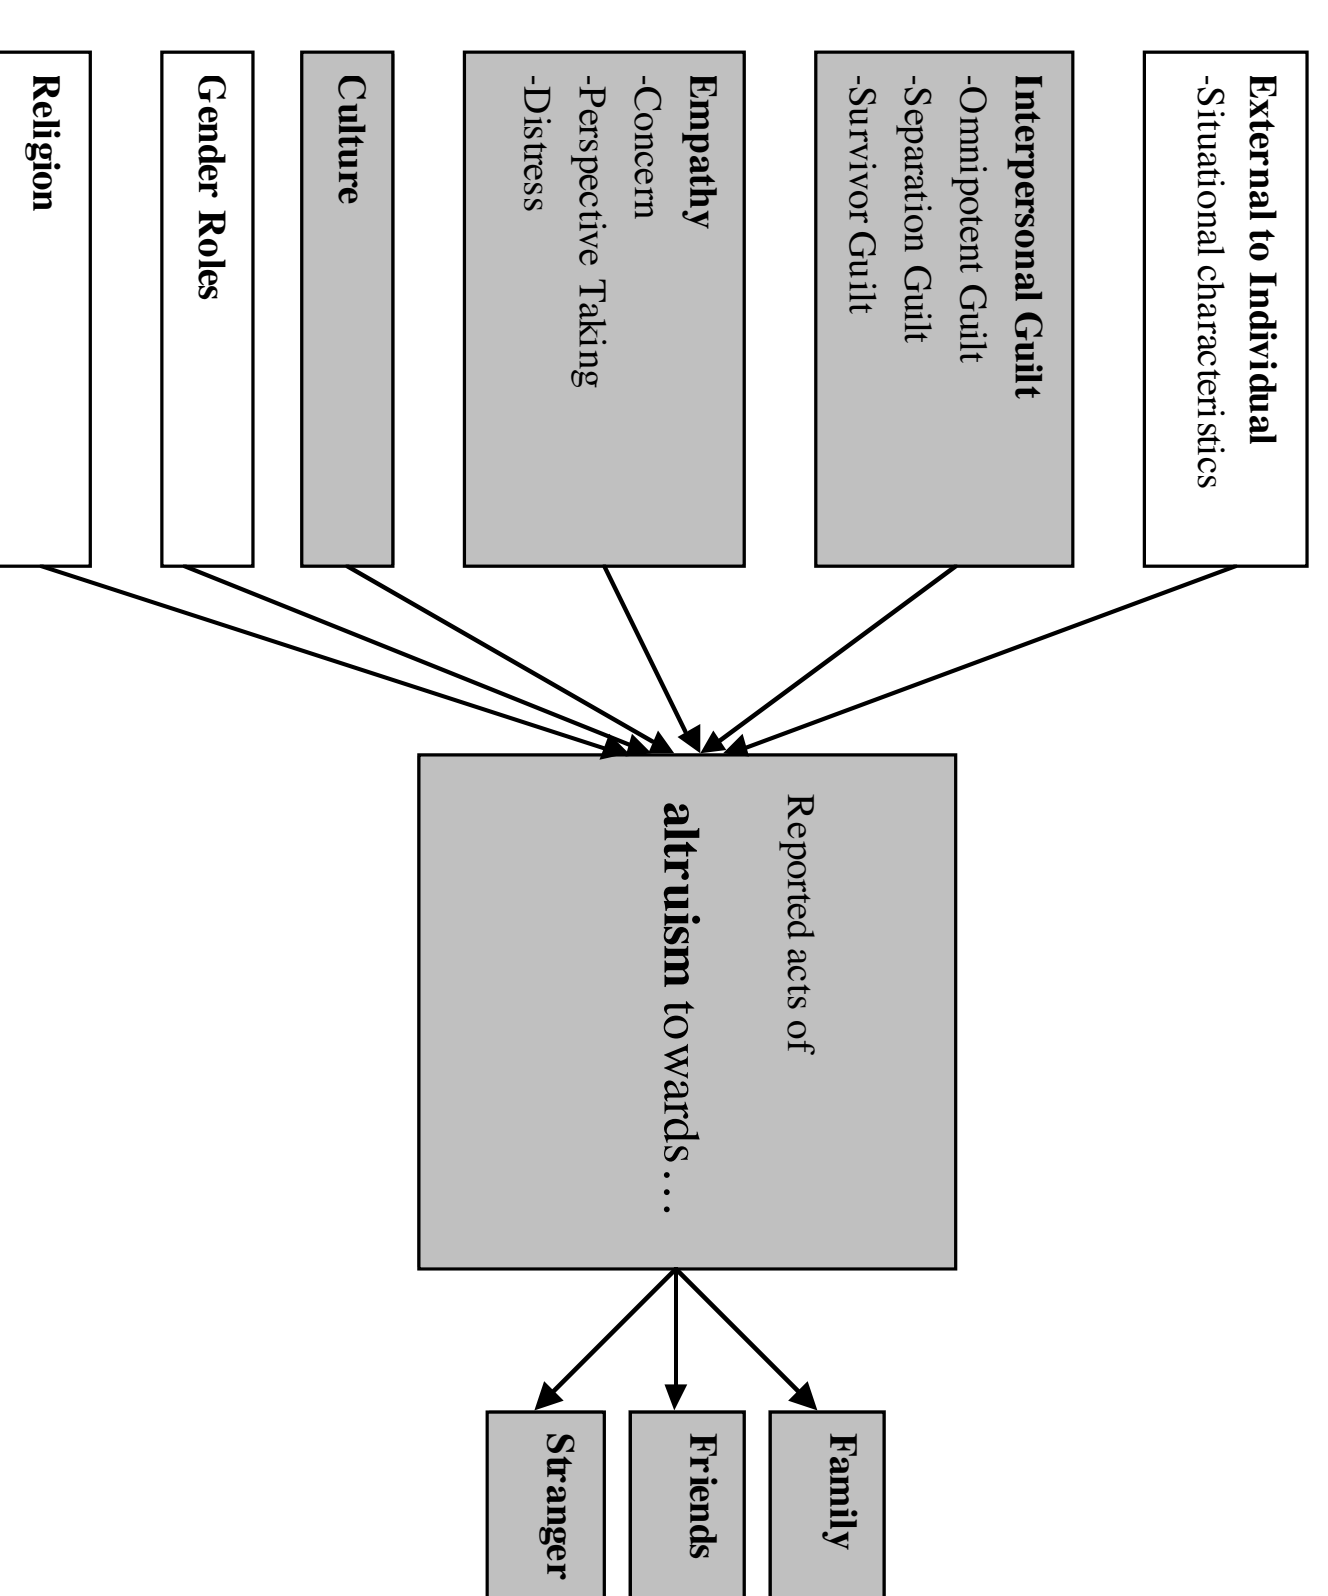 External to Individual
-Situational characteristics
Interpersonal Guilt
-Omnipotent Guilt
-Separation Guilt
-Survivor Guilt
Empathy
-Concern
-Perspective Taking
-Distress
Culture
Gender Roles
Religion
Reported acts of
altruism towards…
Family
Friends
Stranger